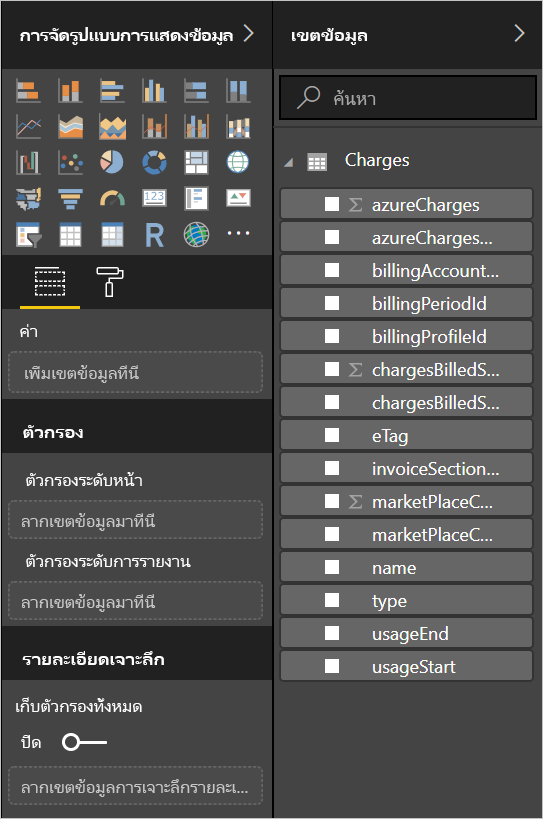 การจัดรูปแบบการแสดงข้อมูล
123
R
ค่า
เพิ่มเขตข้อมูลที่นี่
ตัวกรอง
ตัวกรองระดับหน้า
ลากเขตข้อมูลมาที่นี่
ตัวกรองระดับการรายงาน
ลากเขตข้อมูลมาที่นี่
รายละเอียดเจาะลึก
เก็บตัวกรองทั้งหมด
ปิด
ลากเขตข้อมูลการเจาะลึกรายละเ...
เขตข้อมูล
ค้นหา
Charges
Σ azureCharges
azureCharges...
billingAccount...
billingPeriodId
billingProfileId
Σ chargesBilledS...
chargesBilledS...
eTag
invoiceSection...
Σ marketPlaceC...
marketPlaceC...
name
type
usageEnd
usageStart